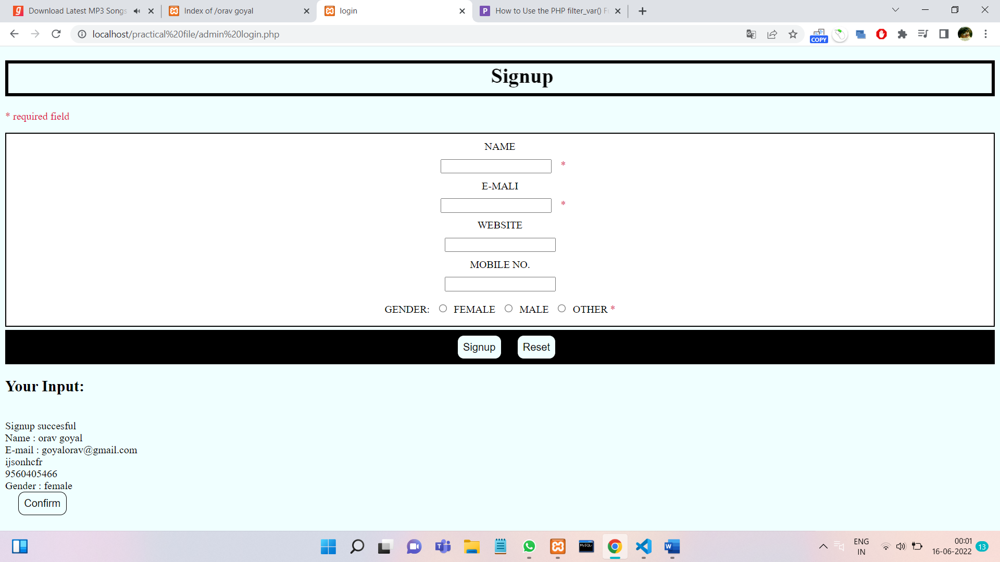 Download Latest MP3 Songs
Index of /orav goyal
login
How to Use the PHP filter_var() F
localhost/practical%20file/admin%20login.php
COPY
Signup
* required field
NAME
*
E-MALI
*
WEBSITE
MOBILE NO.
GENDER: FEMALE MALE OTHER *
Signup Reset
Your Input:
Signup succesful
Name : orav goyal
E-mail : goyalorav@gmail.com
ijsonhcfr
9560405466
Gender : female
Confirm
ENG
IN
00:01
16-06-2022
13